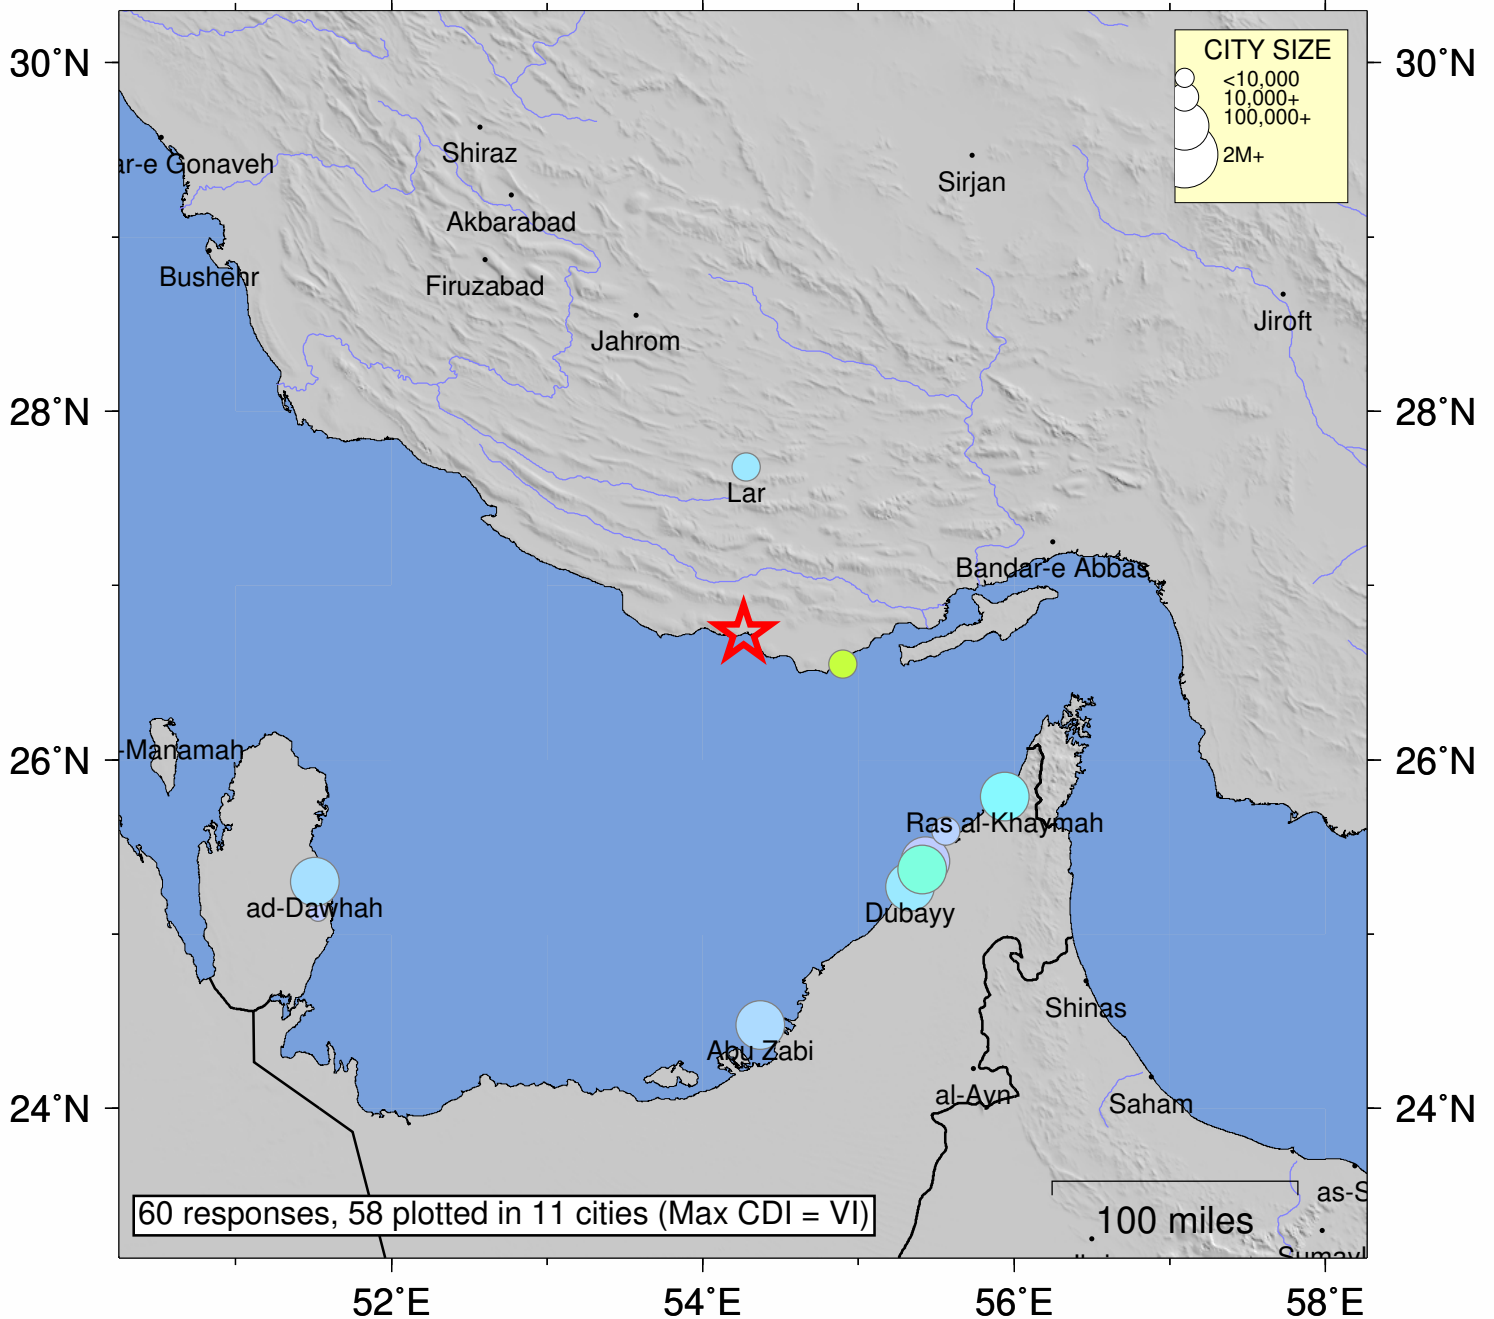 CITY SIZE
<10,000
10,000+
100,000+
2M+
30˚N
30˚N
ar-e Gonaveh
Shiraz
Sirjan
Akbarabad
Bushehr
Firuzabad
Jiroft
Jahrom
28˚N
28˚N
Lar
Bandar-e Abbas
-Manamah
26˚N
26˚N
Ras al-Khaymah
ad-Dawhah
Dubayy
Shinas
Abu Zabi
al-Ayn
Saham
24˚N
24˚N
as-S
60 responses, 58 plotted in 11 cities (Max CDI = VI)
100 miles
52˚E
54˚E
56˚E
58˚E